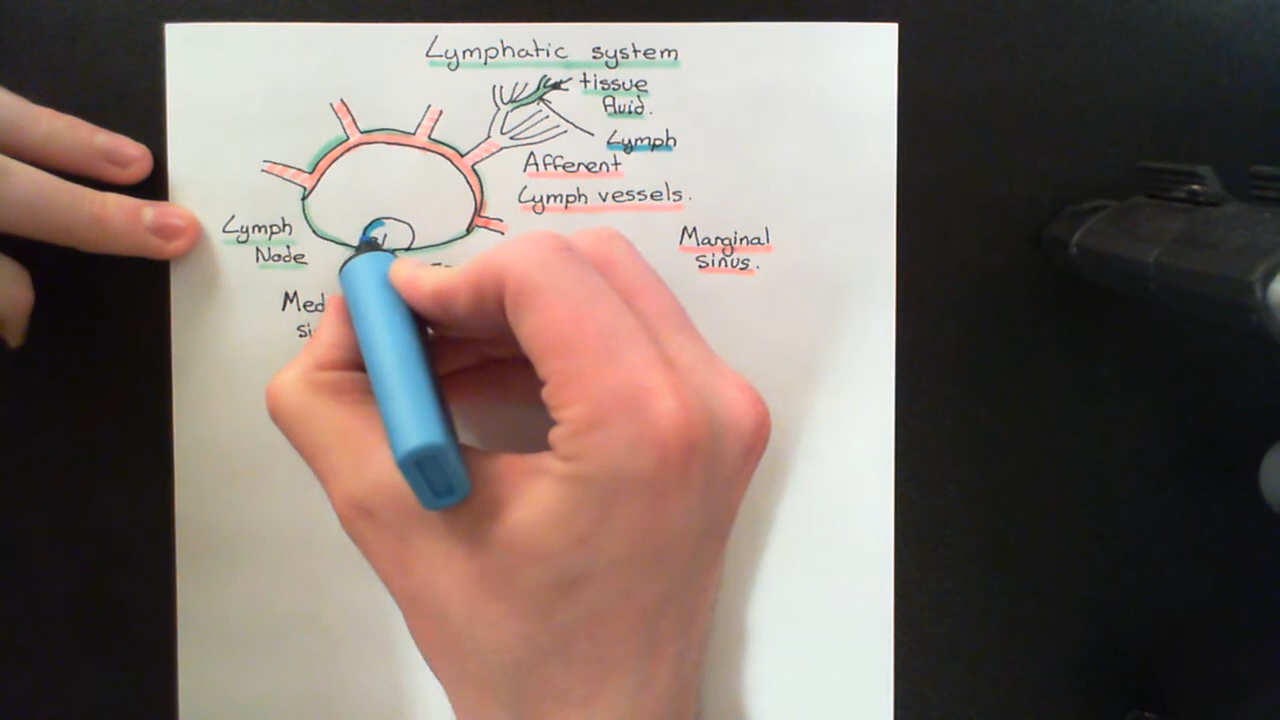 Lymphatic system
tissue
fluid.
Lymph
Afferent
Lymph vessels.
Lymph
Node
Marginal
sinus.